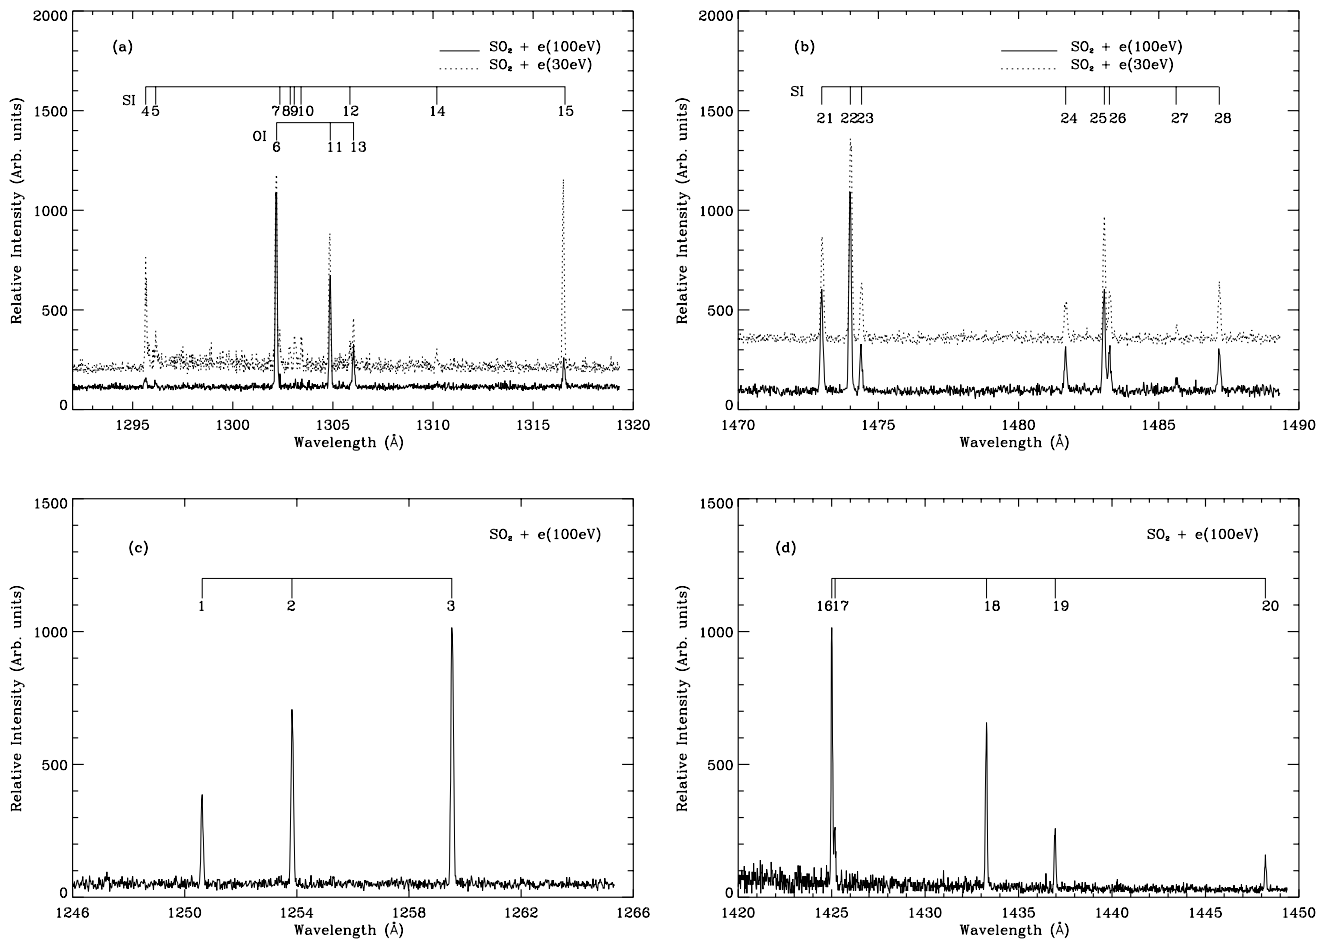 (a)
SO₂ + e(100eV)
SO₂ + e(30eV)
SI
4 5 7 8 9 10 12 14 15
OI
6 11 13
2000
1500
1000
500
0
1295 1300 1305 1310 1315 1320
Wavelength (Å)
Relative Intensity (Arb. units)
(b)
SO₂ + e(100eV)
SO₂ + e(30eV)
SI
21 22 23 24 25 26 27 28
2000
1500
1000
500
0
1470 1475 1480 1485 1490
Wavelength (Å)
Relative Intensity (Arb. units)
(c)
SO₂ + e(100eV)
1 2 3
1500
1000
500
0
1246 1250 1254 1258 1262 1266
Wavelength (Å)
Relative Intensity (Arb. units)
(d)
SO₂ + e(100eV)
16 17 18 19 20
1500
1000
500
0
1420 1425 1430 1435 1440 1445 1450
Wavelength (Å)
Relative Intensity (Arb. units)